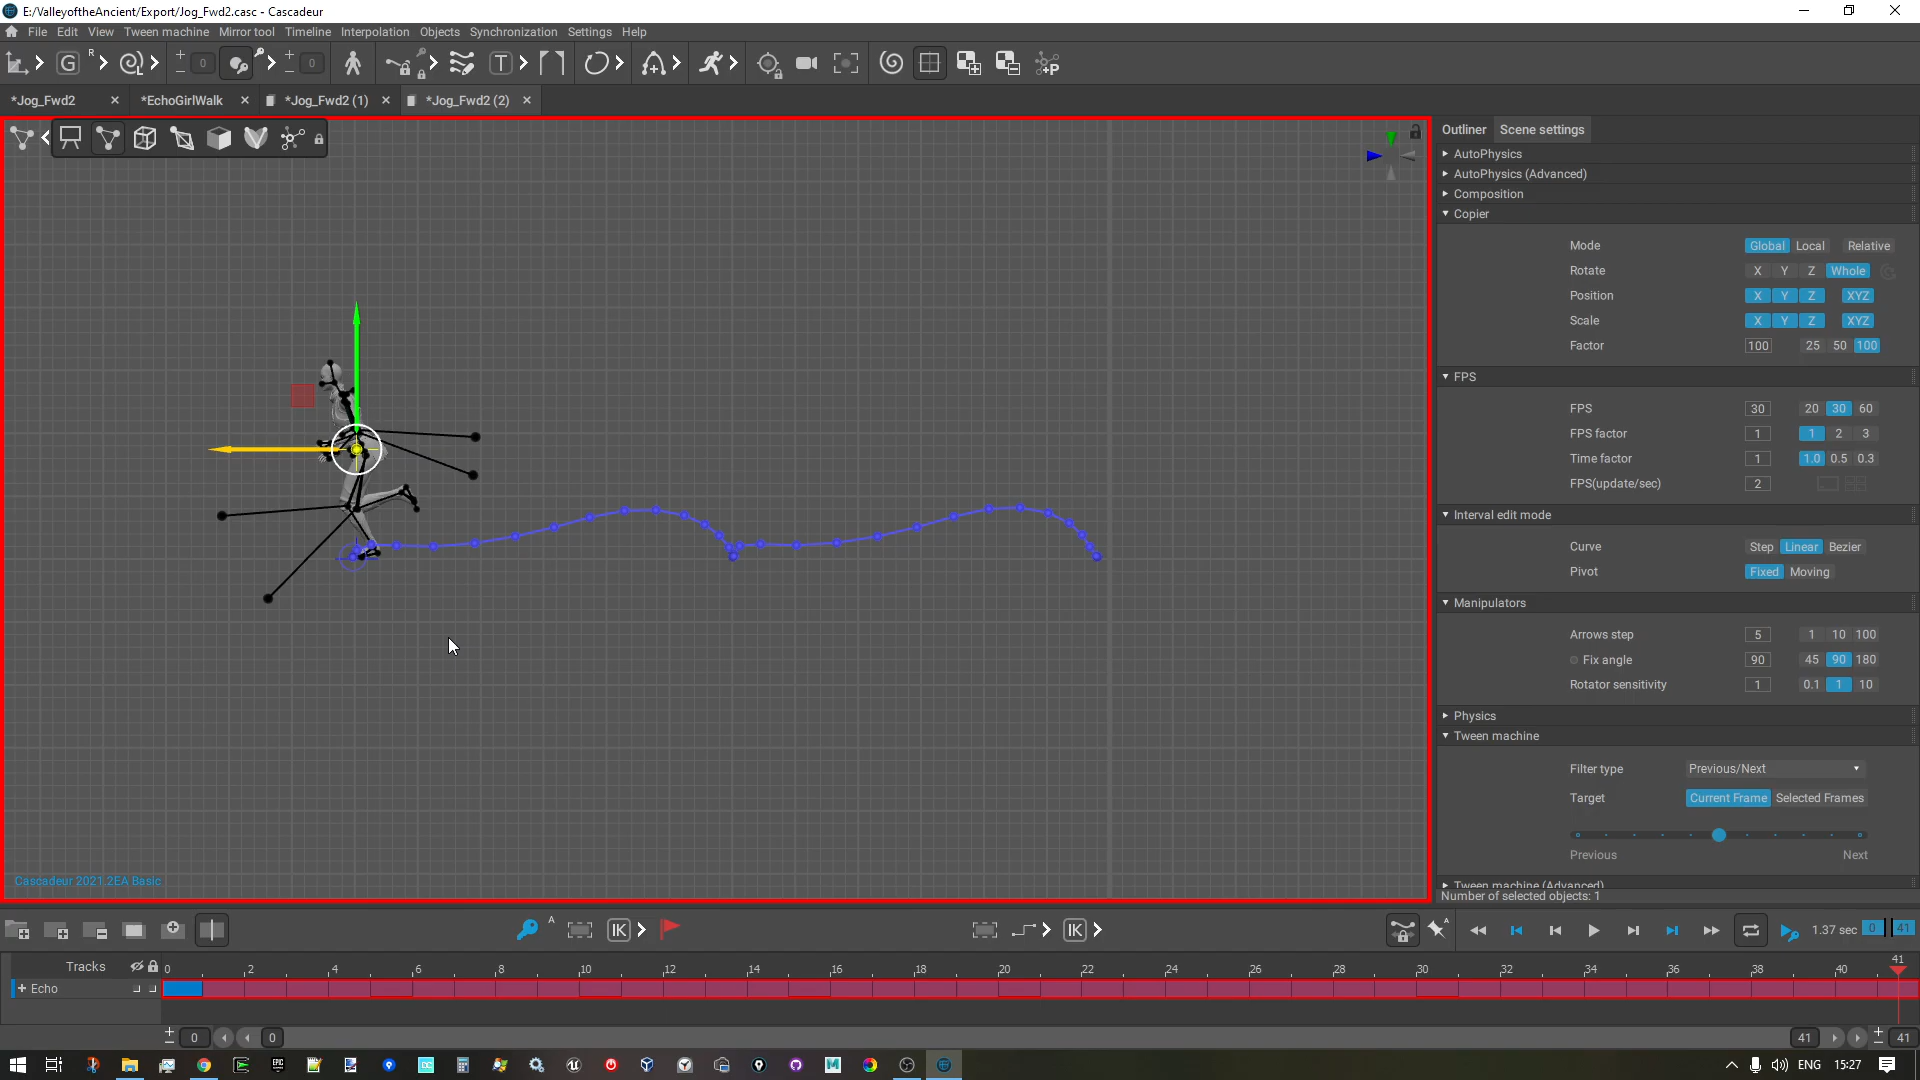 E:/ValleyoftheAncient/Export/Jog_Fwd2.casc - Cascadeur
File Edit View Tween machine Mirror tool Timeline Interpolation Objects Synchronization Settings Help
G R L 0 0 T P
*Jog_Fwd2 *EchoGirlWalk *Jog_Fwd2 (1) *Jog_Fwd2 (2)
Outliner Scene settings
AutoPhysics
AutoPhysics (Advanced)
Composition
Copier
Mode Global Local Relative
Rotate X Y Z Whole
Position X Y Z XYZ
Scale X Y Z XYZ
Factor 100 25 50 100
FPS
FPS 30 20 30 60
FPS factor 1 1 2 3
Time factor 1 1.0 0.5 0.3
FPS(update/sec) 2
Interval edit mode
Curve Step Linear Bezier
Pivot Fixed Moving
Manipulators
Arrows step 5 1 10 100
Fix angle 90 45 90 180
Rotator sensitivity 1 0.1 1 10
Physics
Tween machine
Filter type Previous/Next
Target Current Frame Selected Frames
Previous Next
Tween machine (Advanced)
Number of selected objects: 1
Cascadeur 2021.2EA Basic
A IK IK A 1.37 sec 0 41
Tracks 0 2 4 6 8 10 12 14 16 18 20 22 24 26 28 30 32 34 36 38 40 41
+ Echo
0 0 41 41
ENG 15:27